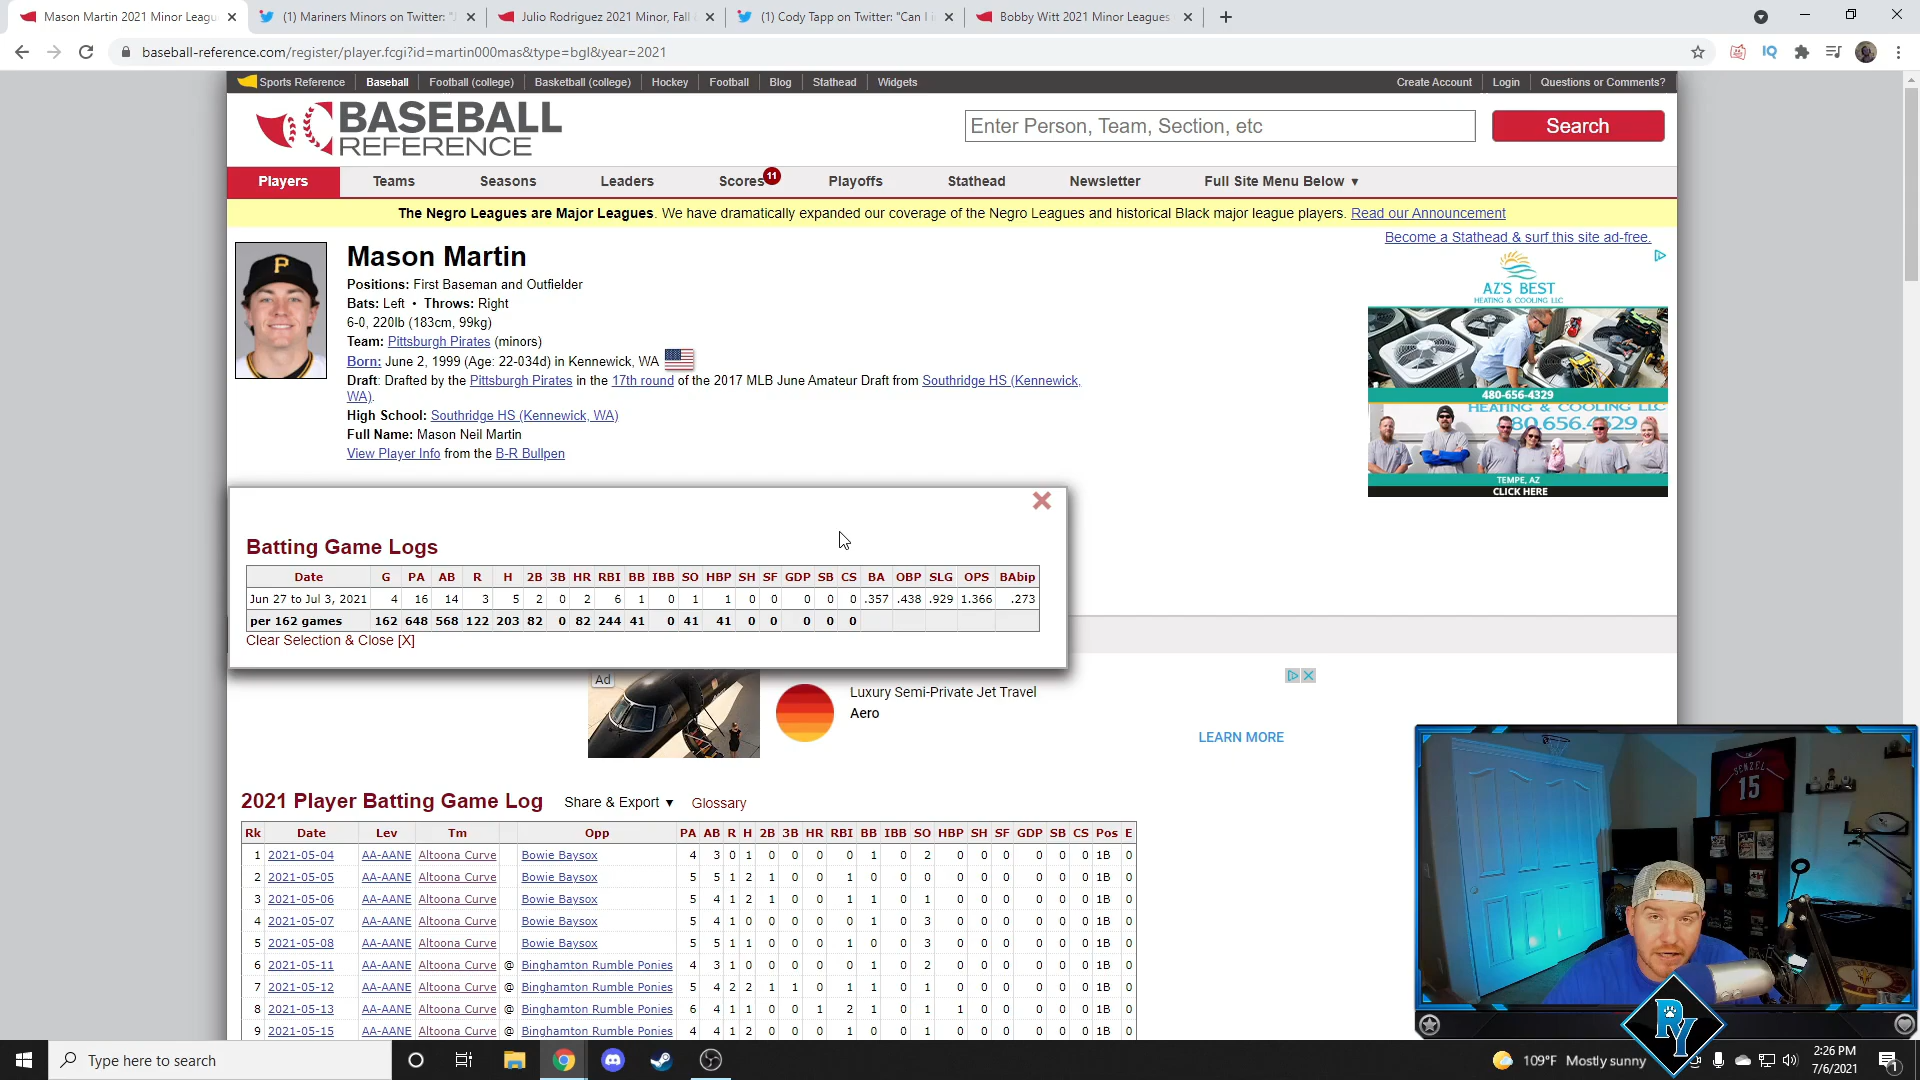 Mason Martin 2021 Minor Leagu
(1) Mariners Minors on Twitter: "J
Julio Rodriguez 2021 Minor, Fall
(1) Cody Tapp on Twitter: "Can I i
Bobby Witt 2021 Minor Leagues
baseball-reference.com/register/player.fcgi?id=martin000mas&type=bgl&year=2021
IQ
Sports Reference Baseball Football (college) Basketball (college) Hockey Football Blog Stathead Widgets Create Account Login Questions or Comments?
BASEBALL
REFERENCE
Enter Person, Team, Section, etc Search
Players Teams Seasons Leaders Scores 11 Playoffs Stathead Newsletter Full Site Menu Below ▼
The Negro Leagues are Major Leagues. We have dramatically expanded our coverage of the Negro Leagues and historical Black major league players. Read our Announcement
Become a Stathead & surf this site ad-free.
Mason Martin
Positions: First Baseman and Outfielder
Bats: Left • Throws: Right
6-0, 220lb (183cm, 99kg)
Team: Pittsburgh Pirates (minors)
Born: June 2, 1999 (Age: 22-034d) in Kennewick, WA
Draft: Drafted by the Pittsburgh Pirates in the 17th round of the 2017 MLB June Amateur Draft from Southridge HS (Kennewick,
WA).
High School: Southridge HS (Kennewick, WA)
Full Name: Mason Neil Martin
View Player Info from the B-R Bullpen
P
AZ'S BEST
HEATING & COOLING LLC
480-656-4329
HEATING & COOLING LLC
80.656.4329
TEMPE, AZ
CLICK HERE
Batting Game Logs
Date G PA AB R H 2B 3B HR RBI BB IBB SO HBP SH SF GDP SB CS BA OBP SLG OPS BAbip
Jun 27 to Jul 3, 2021 4 16 14 3 5 2 0 2 6 1 0 1 1 0 0 0 0 0 .357 .438 .929 1.366 .273
per 162 games 162 648 568 122 203 82 0 82 244 41 0 41 41 0 0 0 0 0
Clear Selection & Close [X]
Ad
Luxury Semi-Private Jet Travel
Aero
LEARN MORE
2021 Player Batting Game Log Share & Export ▼ Glossary
Rk Date Lev Tm Opp PA AB R H 2B 3B HR RBI BB IBB SO HBP SH SF GDP SB CS Pos E
1 2021-05-04 AA-AANE Altoona Curve Bowie Baysox 4 3 0 1 0 0 0 0 1 0 2 0 0 0 0 0 0 1B 0
2 2021-05-05 AA-AANE Altoona Curve Bowie Baysox 5 5 1 2 1 0 0 1 0 0 0 0 0 0 0 0 0 1B 0
3 2021-05-06 AA-AANE Altoona Curve Bowie Baysox 5 4 1 2 1 0 0 1 1 0 1 0 0 0 0 0 0 1B 0
4 2021-05-07 AA-AANE Altoona Curve Bowie Baysox 5 4 1 0 0 0 0 0 1 0 3 0 0 0 0 0 0 1B 0
5 2021-05-08 AA-AANE Altoona Curve Bowie Baysox 5 5 1 1 0 0 0 1 0 0 3 0 0 0 0 0 0 1B 0
6 2021-05-11 AA-AANE Altoona Curve @ Binghamton Rumble Ponies 4 3 1 0 0 0 0 0 1 0 2 0 0 0 0 0 0 1B 0
7 2021-05-12 AA-AANE Altoona Curve @ Binghamton Rumble Ponies 5 4 2 2 1 1 0 1 1 0 1 0 0 0 0 0 0 1B 0
8 2021-05-13 AA-AANE Altoona Curve @ Binghamton Rumble Ponies 6 4 1 1 0 0 1 2 1 0 1 1 0 0 0 0 0 1B 0
9 2021-05-15 AA-AANE Altoona Curve @ Binghamton Rumble Ponies 4 4 1 2 0 0 0 1 0 0 1 0 0 0 0 0 0 1B 0
SENZEL
15
RY
Type here to search
109°F Mostly sunny
2:26 PM
7/6/2021
1